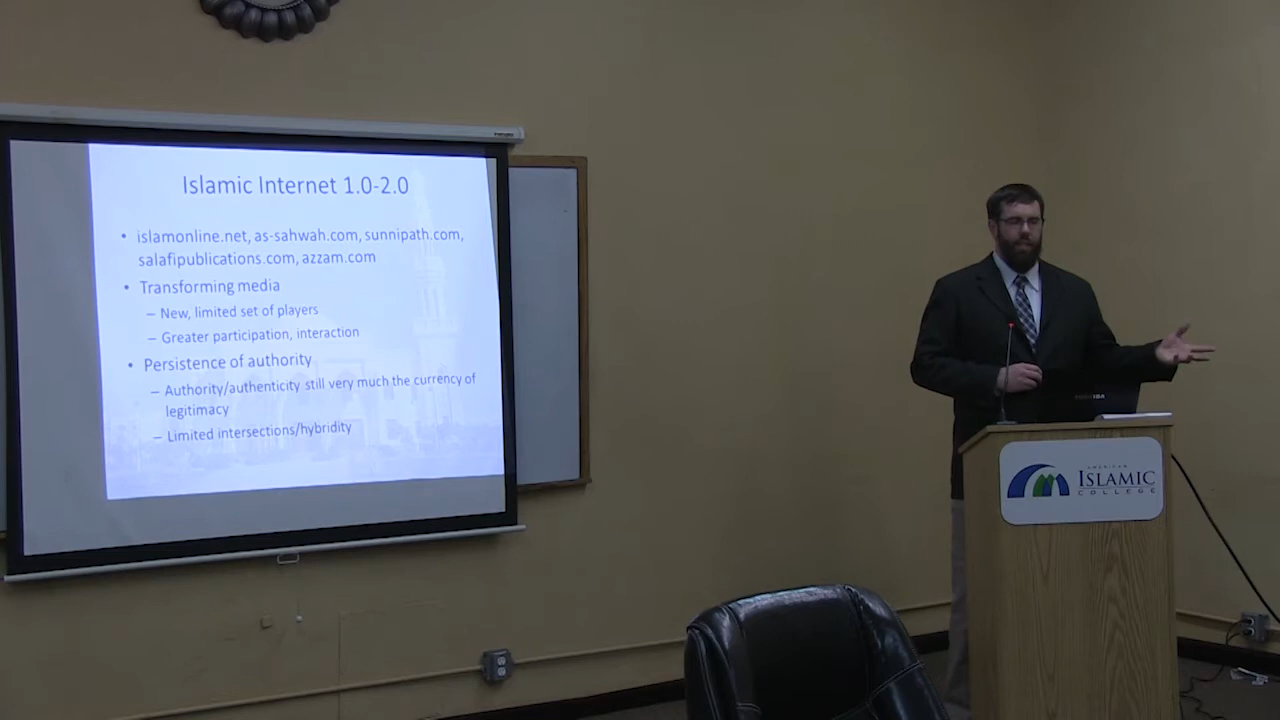 Islamic Internet 1.0-2.0
• islamonline.net, as-sahwah.com, sunnipath.com,
salafipublications.com, azzam.com
• Transforming media
– New, limited set of players
– Greater participation, interaction
• Persistence of authority
– Authority/authenticity still very much the currency of
legitimacy
– Limited intersections/hybridity
AMERICAN
ISLAMIC
COLLEGE